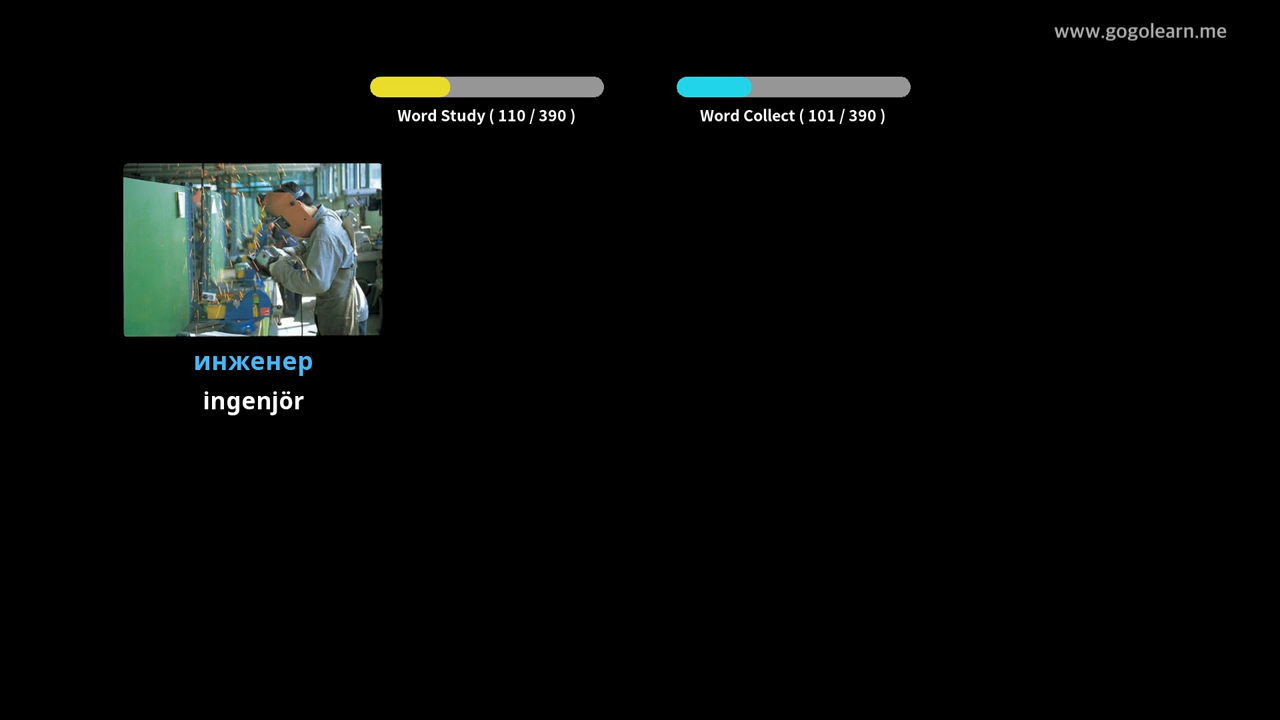 www.gogolearn.me
Word Study ( 110 / 390 )
Word Collect ( 101 / 390 )
инженер
ingenjör